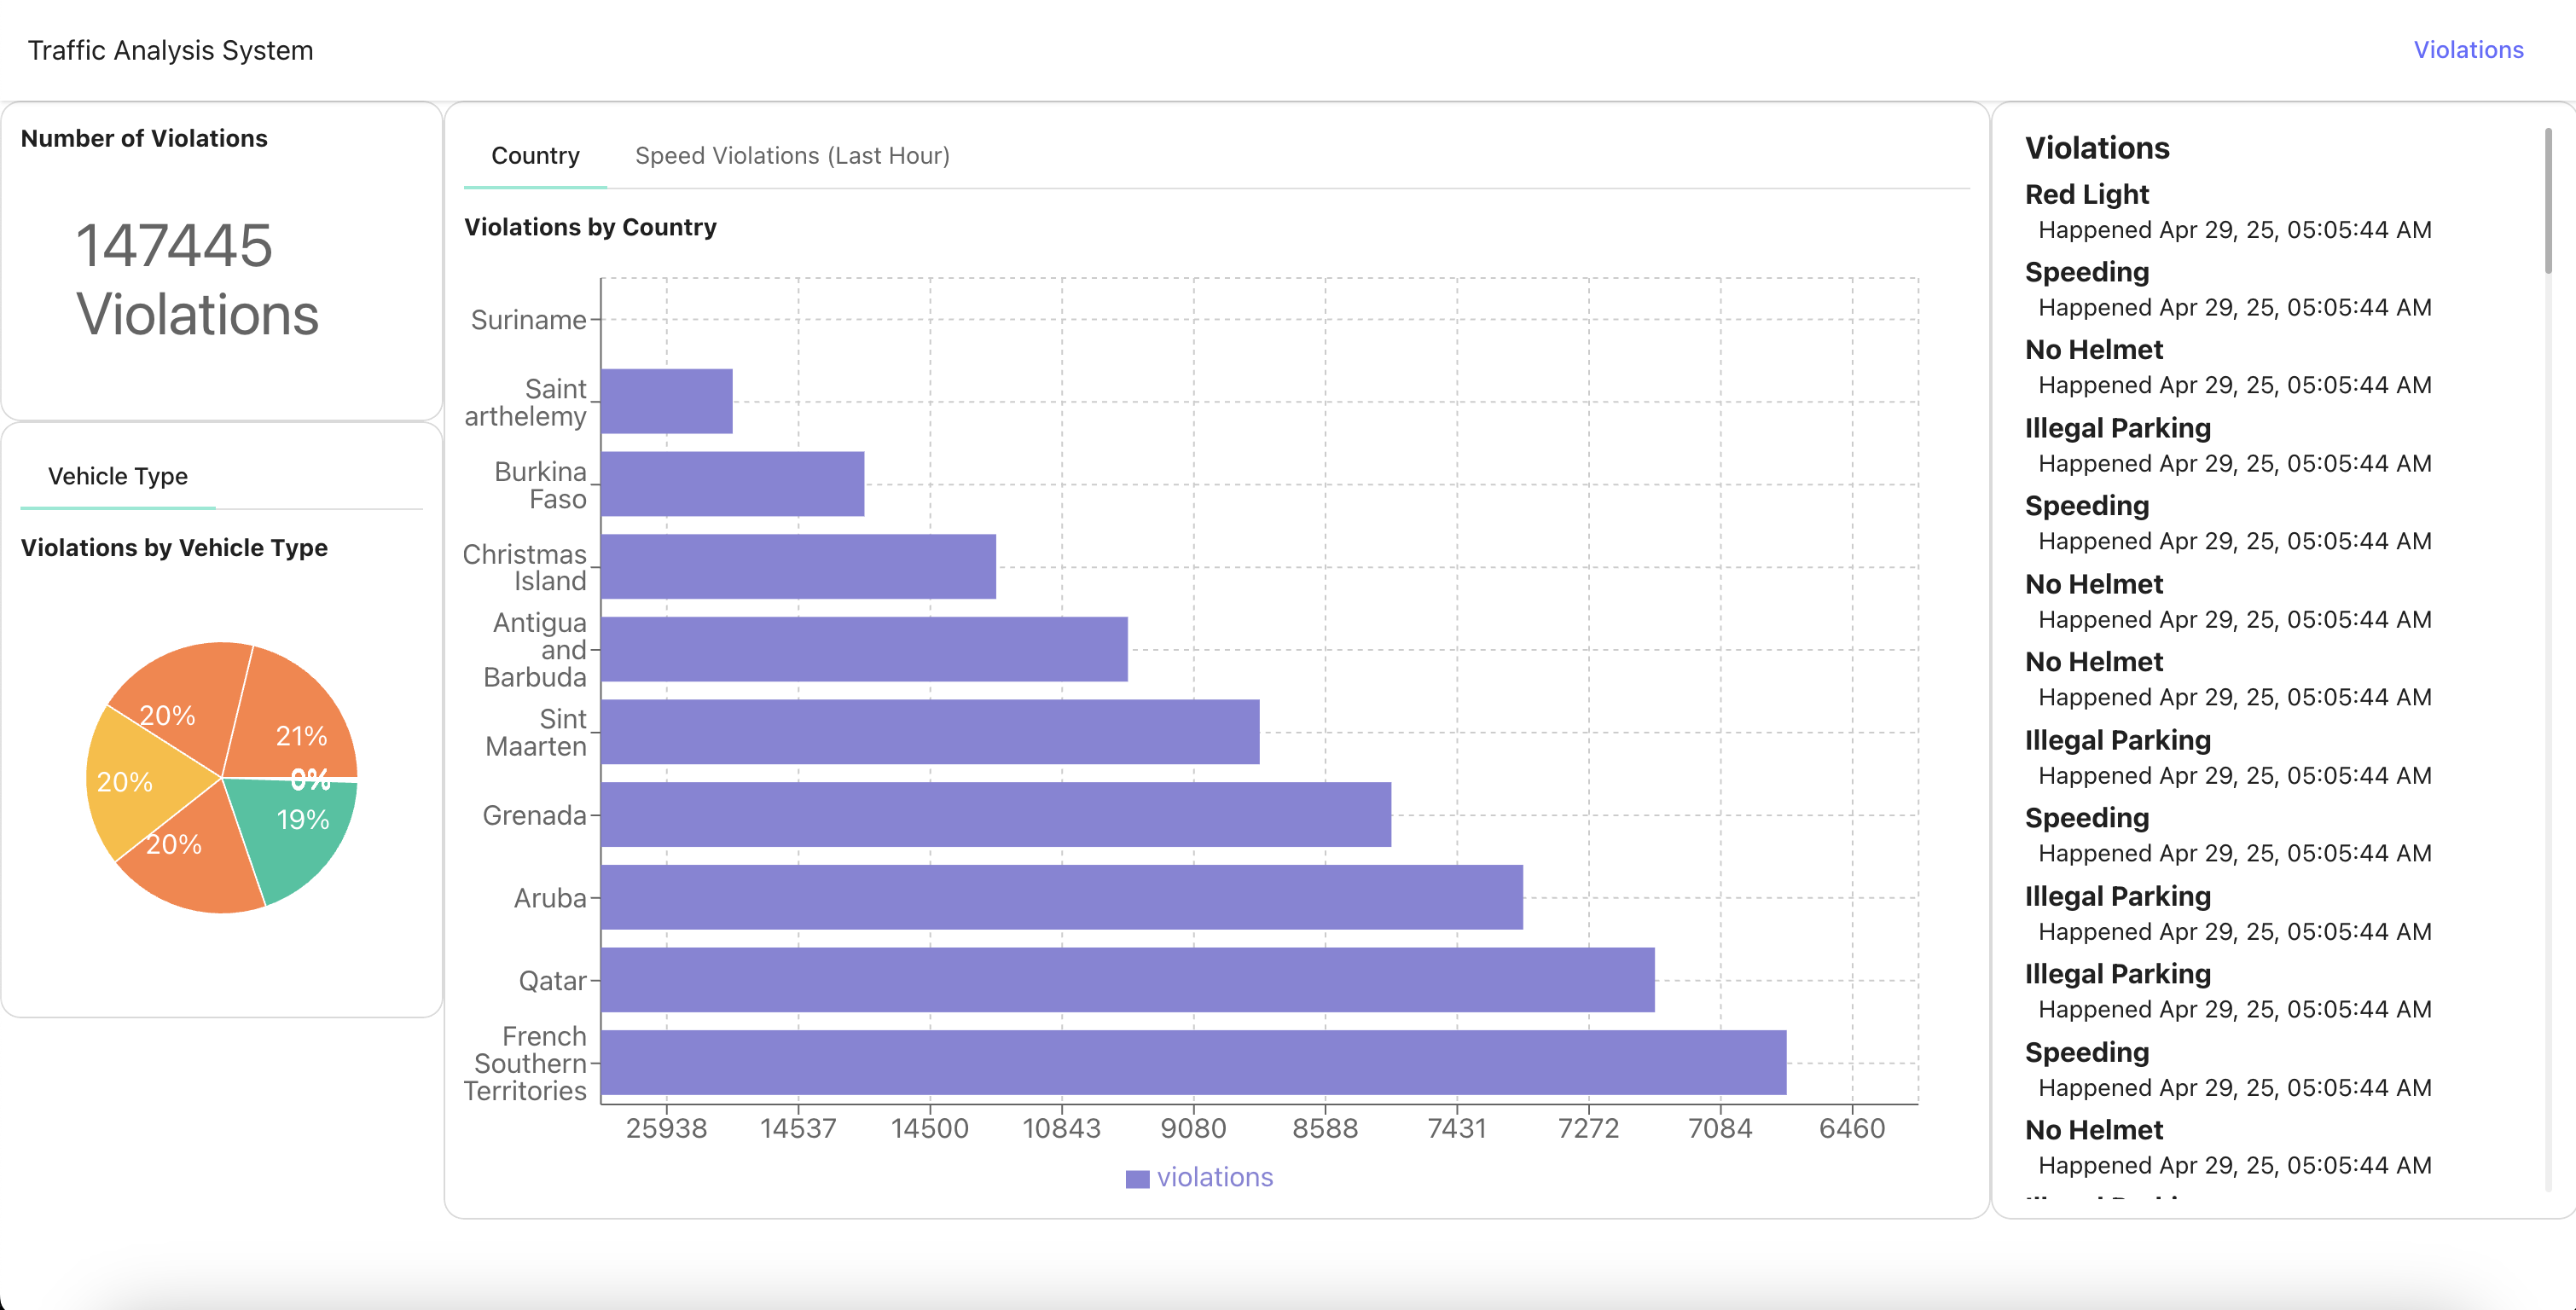 Traffic Analysis System
Violations
Number of Violations
147445
Violations
Vehicle Type
Violations by Vehicle Type
20%
21%
20%
0%
19%
20%
Country
Speed Violations (Last Hour)
Violations by Country
Suriname
Saint
arthelemy
Burkina
Faso
Christmas
Island
Antigua
and
Barbuda
Sint
Maarten
Grenada
Aruba
Qatar
French
Southern
Territories
25938 14537 14500 10843 9080 8588 7431 7272 7084 6460
violations
Violations
Red Light
Happened Apr 29, 25, 05:05:44 AM
Speeding
Happened Apr 29, 25, 05:05:44 AM
No Helmet
Happened Apr 29, 25, 05:05:44 AM
Illegal Parking
Happened Apr 29, 25, 05:05:44 AM
Speeding
Happened Apr 29, 25, 05:05:44 AM
No Helmet
Happened Apr 29, 25, 05:05:44 AM
No Helmet
Happened Apr 29, 25, 05:05:44 AM
Illegal Parking
Happened Apr 29, 25, 05:05:44 AM
Speeding
Happened Apr 29, 25, 05:05:44 AM
Illegal Parking
Happened Apr 29, 25, 05:05:44 AM
Illegal Parking
Happened Apr 29, 25, 05:05:44 AM
Speeding
Happened Apr 29, 25, 05:05:44 AM
No Helmet
Happened Apr 29, 25, 05:05:44 AM